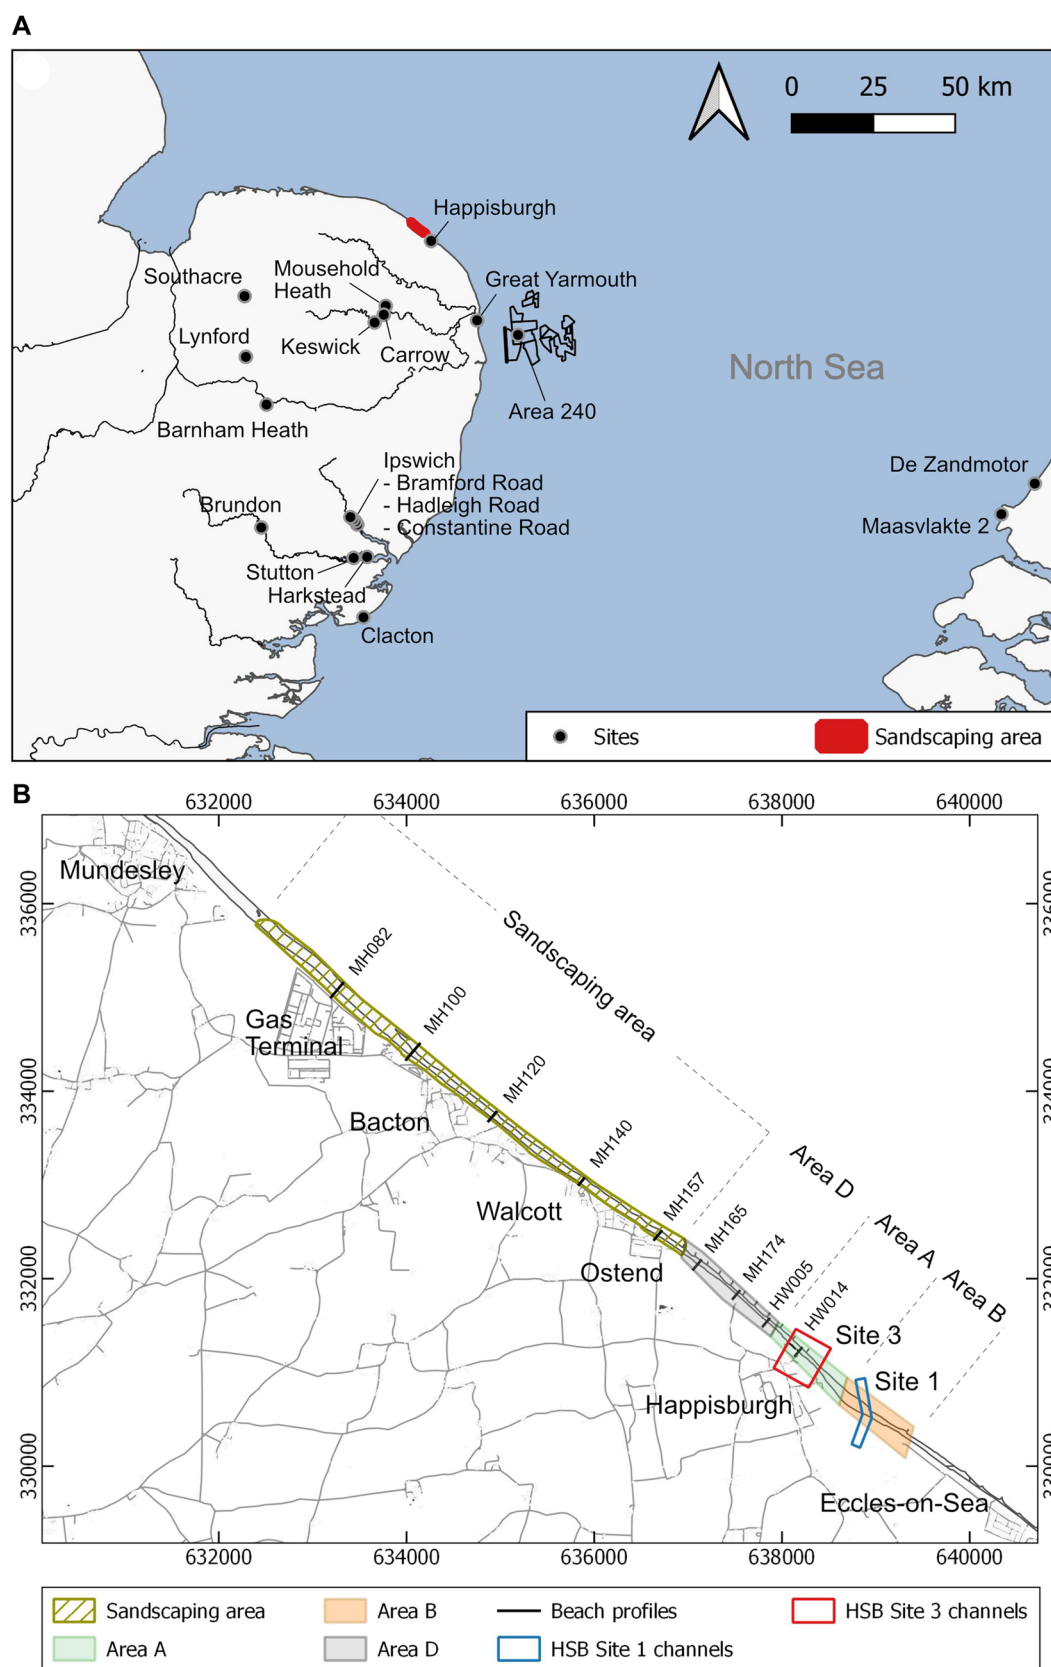 A
0 25 50 km
Happisburgh
Southacre
Mousehold
Heath
Great Yarmouth
Lynford
Keswick
Carrow
North Sea
Area 240
Barnham Heath
Ipswich
- Bramford Road
- Hadleigh Road
- Constantine Road
Brundon
De Zandmotor
Maasvlakte 2
Stutton
Harkstead
Clacton
Sites
Sandscaping area
B
632000 634000 636000 638000 640000
Mundesley
336000
336000
Sandscaping area
MH082
MH100
Gas
Terminal
MH120
334000
334000
Bacton
MH140
Area D
MH157
Walcott
MH165
Area A
MH174
Area B
Ostend
HW005
HW014
332000
332000
Site 3
Site 1
Happisburgh
330000
330000
Eccles-on-Sea
632000 634000 636000 638000 640000
Sandscaping area
Area B
Beach profiles
HSB Site 3 channels
Area A
Area D
HSB Site 1 channels